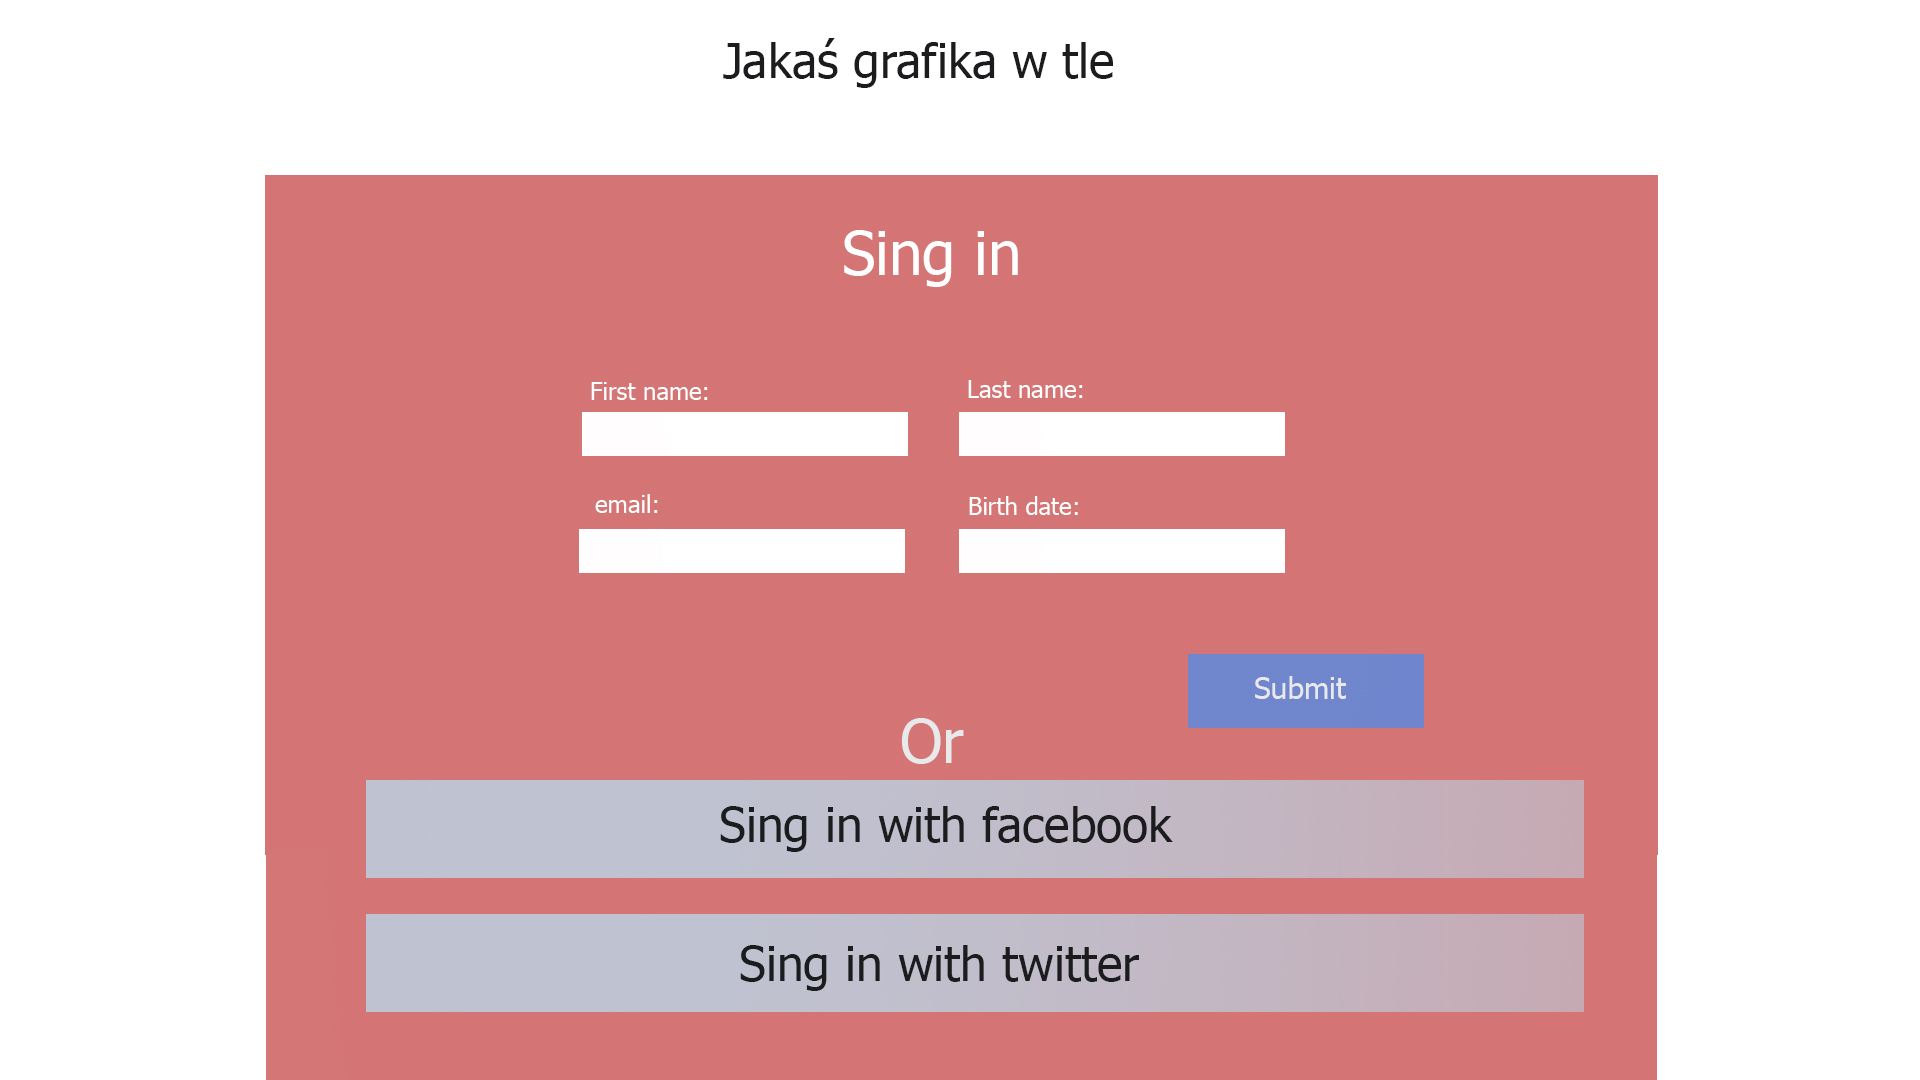 Jakaś grafika w tle
Sing in
First name:
Last name:
email:
Birth date:
Submit
Or
Sing in with facebook
Sing in with twitter